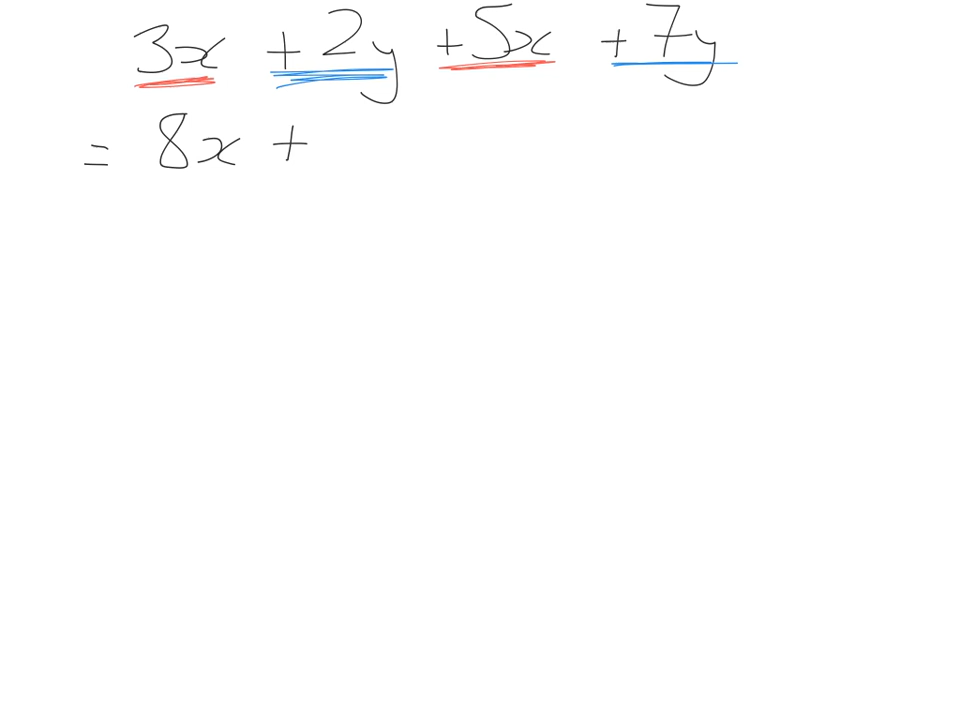 3x + 2y + 5x + 7y
= 8x +